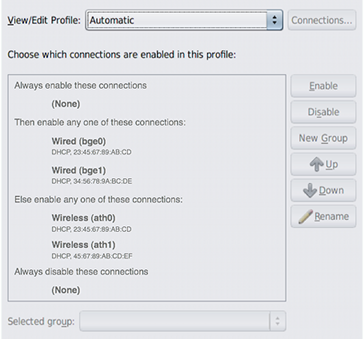 View/Edit Profile: Automatic Connections...
Choose which connections are enabled in this profile:
Always enable these connections
(None)
Then enable any one of these connections:
Wired (bge0)
DHCP, 23:45:67:89:AB:CD
Wired (bge1)
DHCP, 34:56:78:9A:BC:DE
Else enable any one of these connections:
Wireless (ath0)
DHCP, 23:45:67:89:AB:CD
Wireless (ath1)
DHCP, 45:67:89:AB:CD:EF
Always disable these connections
(None)
Enable
Disable
New Group
Up
Down
Rename
Selected group: